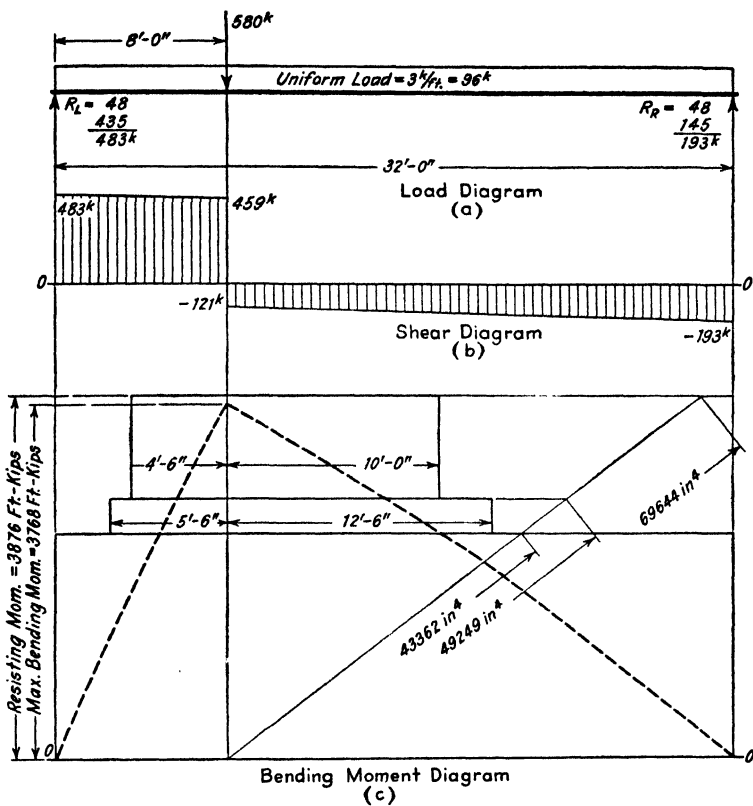 580k
8'-0"
Uniform Load = 3 k/ft. = 96k
RL = 48
435
483k
RR = 48
145
193k
32'-0"
Load Diagram
(a)
483k
459k
0
0
-121k
Shear Diagram
(b)
-193k
Resisting Mom. = 3876 Ft.-Kips
Max. Bending Mom. = 3768 Ft.-Kips
4'-6"
10'-0"
5'-6"
12'-6"
69644 in4
43362 in4
49249 in4
0
0
Bending Moment Diagram
(c)